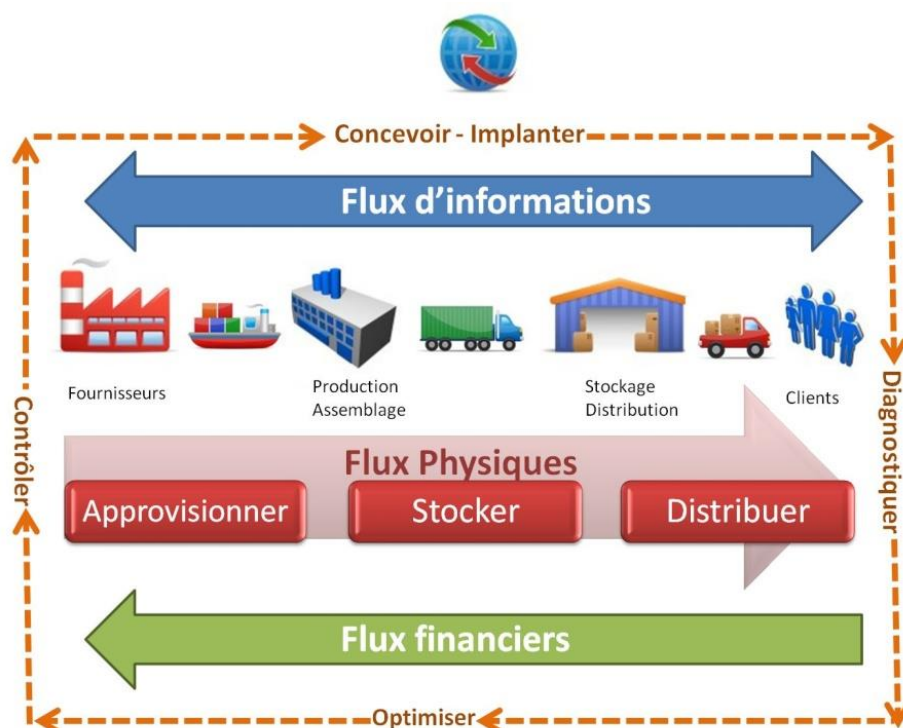 Concevoir - Implanter
Flux d’informations
Fournisseurs
Production
Assemblage
Stockage
Distribution
Clients
Contrôler
Diagnostiquer
Flux Physiques
Approvisionner
Stocker
Distribuer
Flux financiers
Optimiser